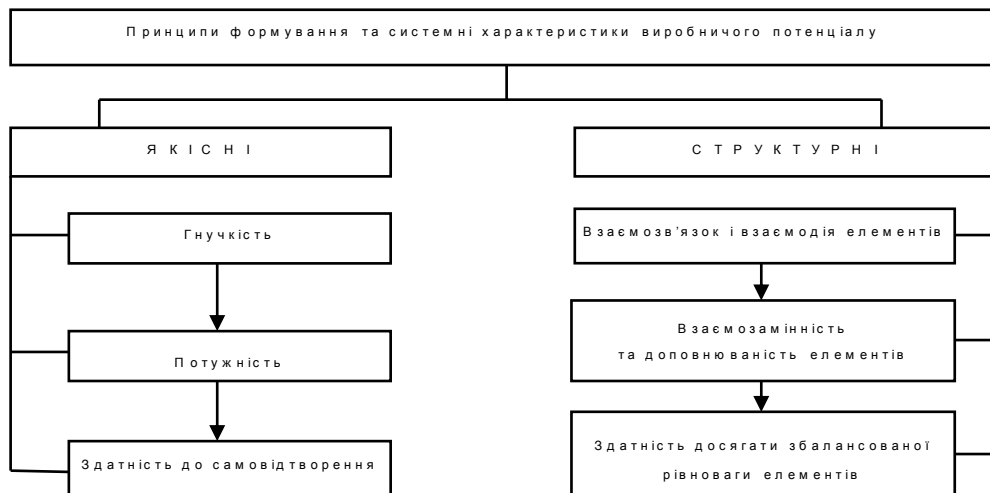 Принципи формування та системні характеристики виробничого потенціалу
ЯКІСНІ
СТРУКТУРНІ
Гнучкість
Взаємозв'язок і взаємодія елементів
Потужність
Взаємозамінність
та доповнюваність елементів
Здатність до самовідтворення
Здатність досягати збалансованої
рівноваги елементів